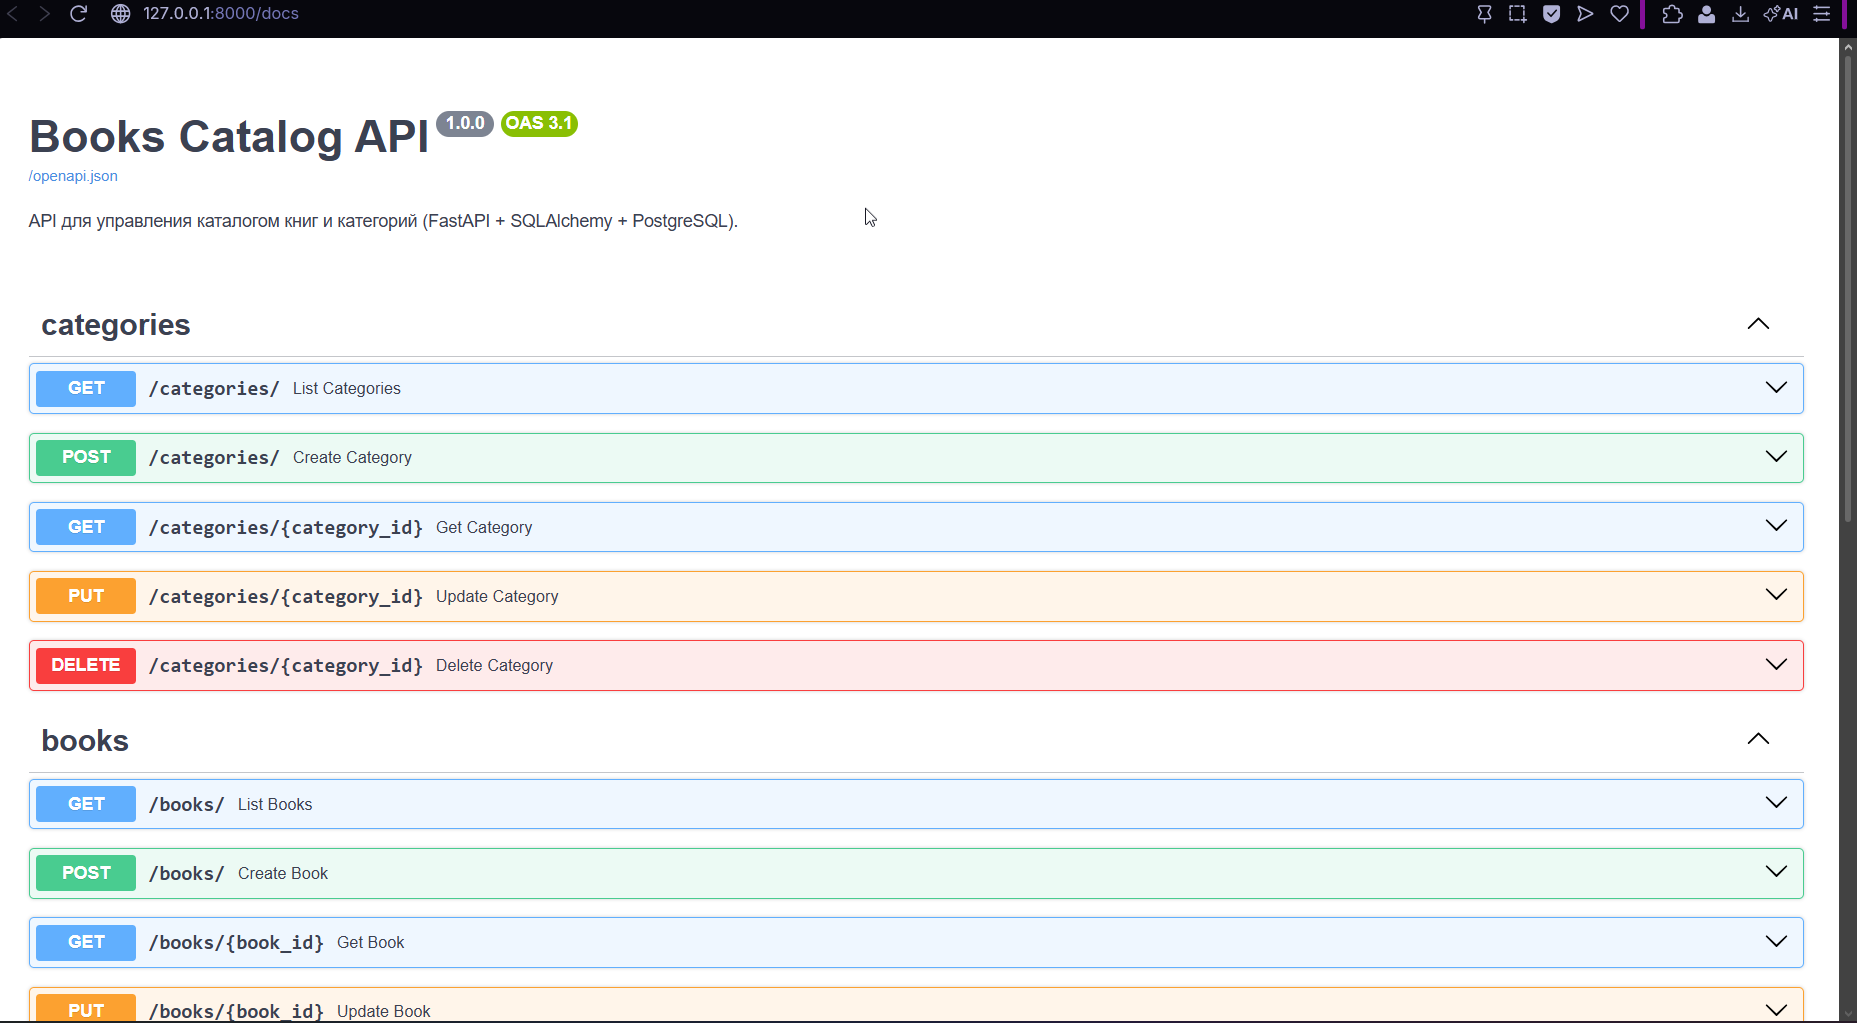 127.0.0.1:8000/docs
AI
Books Catalog API 1.0.0 OAS 3.1
/openapi.json
API для управления каталогом книг и категорий (FastAPI + SQLAlchemy + PostgreSQL).
categories
GET /categories/ List Categories
POST /categories/ Create Category
GET /categories/{category_id} Get Category
PUT /categories/{category_id} Update Category
DELETE /categories/{category_id} Delete Category
books
GET /books/ List Books
POST /books/ Create Book
GET /books/{book_id} Get Book
PUT /books/{book_id} Update Book